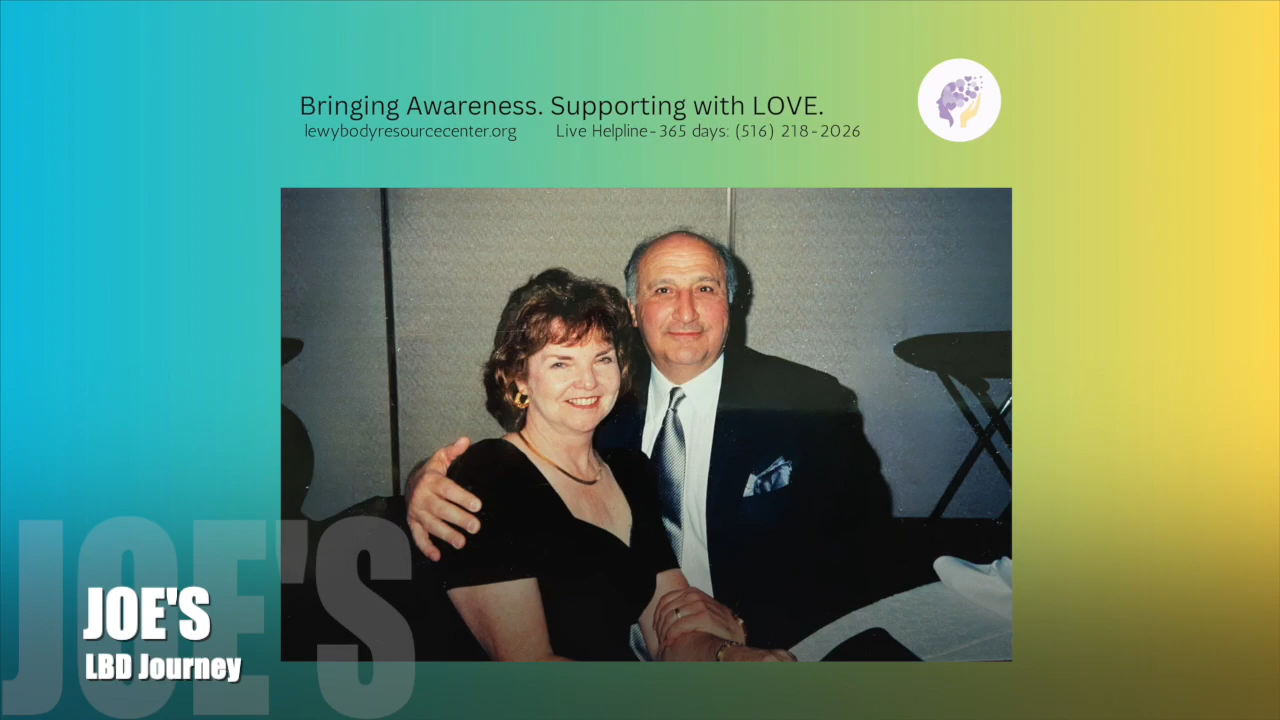 Bringing Awareness. Supporting with LOVE.
lewybodyresourcecenter.org Live Helpline-365 days: (516) 218-2026
JOE'S
JOE'S
LBD Journey